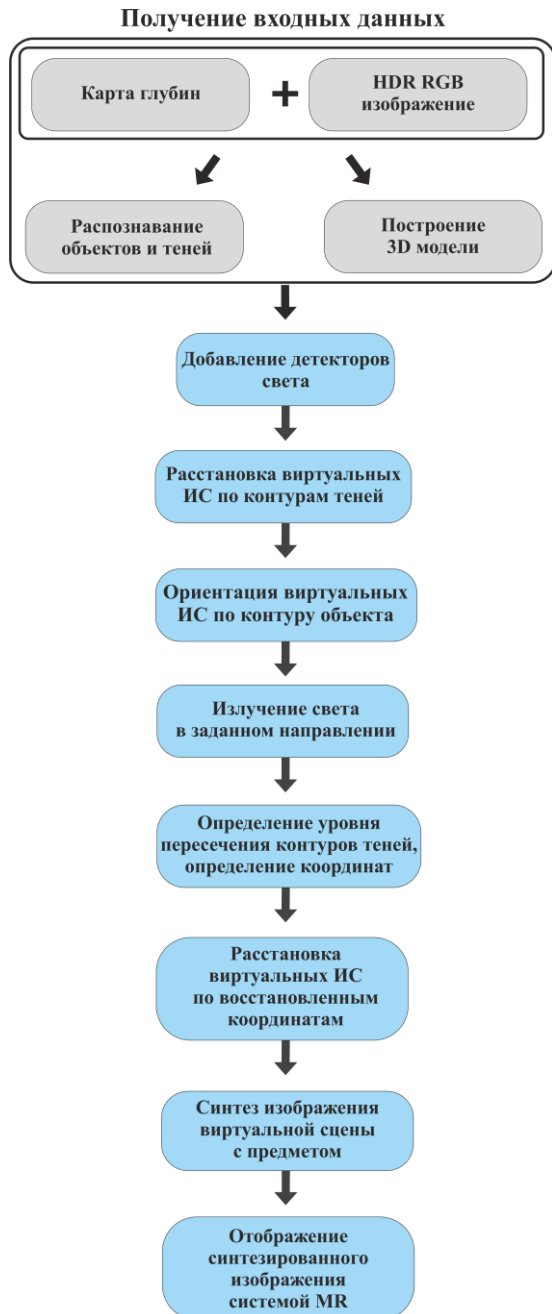 Получение входных данных
Карта глубин
+
HDR RGB
изображение
Распознавание
объектов и теней
Построение
3D модели
Добавление детекторов
света
Расстановка виртуальных
ИС по контурам теней
Ориентация виртуальных
ИС по контуру объекта
Излучение света
в заданном направлении
Определение уровня
пересечения контуров теней,
определение координат
Расстановка
виртуальных ИС
по восстановленным
координатам
Синтез изображения
виртуальной сцены
с предметом
Отображение
синтезированного
изображения
системой MR